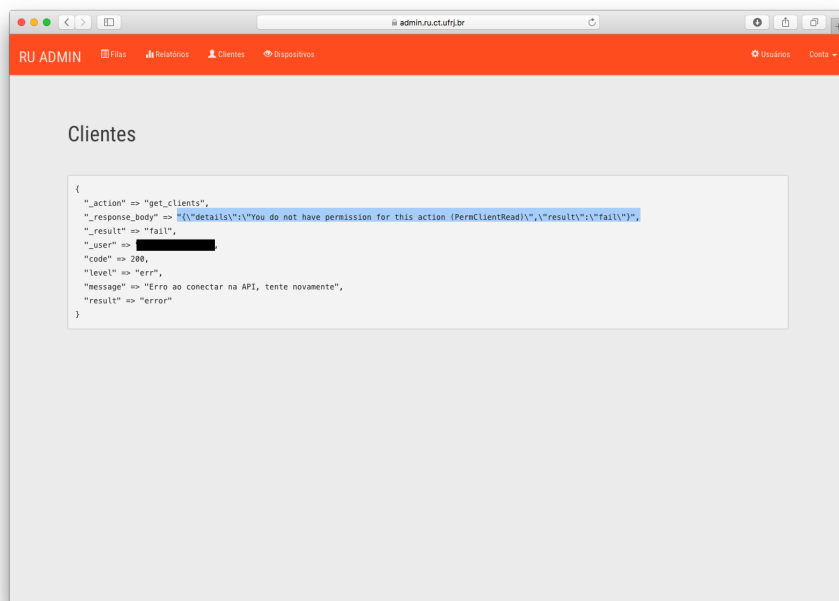 admin.ru.ct.ufrj.br
RU ADMIN Filas Relatórios Clientes Dispositivos Usuários Conta
Clientes
{
"_action" => "get_clients",
"_response_body" => "{\"details\":\"You do not have permission for this action (PermClientRead)\",\"result\":\"fail\"}",
"_result" => "fail",
"_user" => ",
"code" => 200,
"level" => "err",
"message" => "Erro ao conectar na API, tente novamente",
"result" => "error"
}